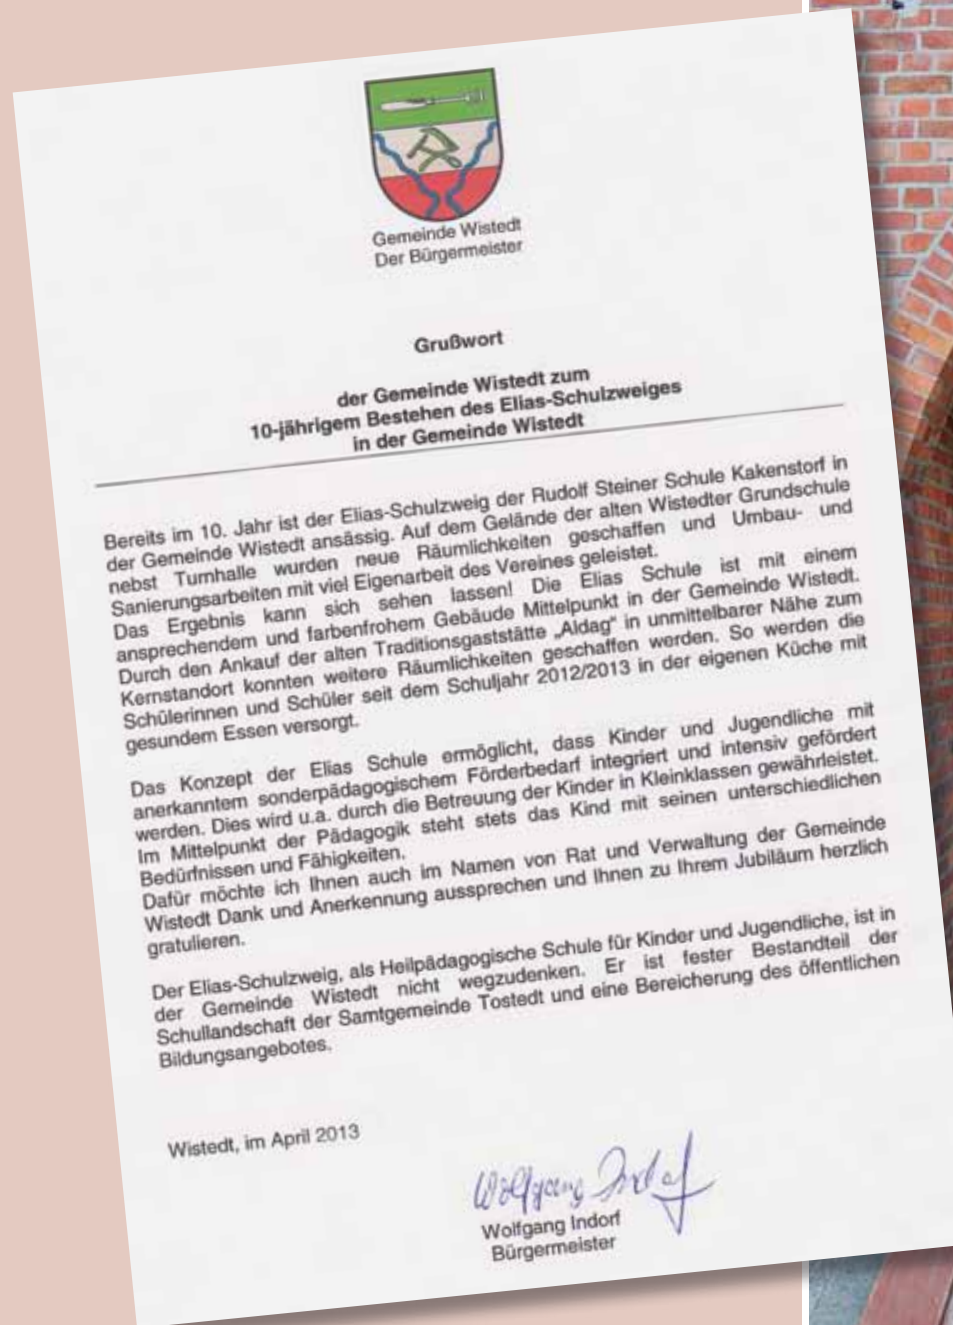 Gemeinde Wistedt
Der Bürgermeister
Grußwort
der Gemeinde Wistedt zum
10-jährigem Bestehen des Elias-Schulzweiges
in der Gemeinde Wistedt
Bereits im 10. Jahr ist der Elias-Schulzweig der Rudolf Steiner Schule Kakenstorf in
der Gemeinde Wistedt ansässig. Auf dem Gelände der alten Wistedter Grundschule
nebst Turnhalle wurden neue Räumlichkeiten geschaffen und Umbau- und
Sanierungsarbeiten mit viel Eigenarbeit des Vereines geleistet.
Das Ergebnis kann sich sehen lassen! Die Elias Schule ist mit einem
ansprechendem und farbenfrohem Gebäude Mittelpunkt in der Gemeinde Wistedt.
Durch den Ankauf der alten Traditionsgaststätte „Aldag“ in unmittelbarer Nähe zum
Kernstandort konnten weitere Räumlichkeiten geschaffen werden. So werden die
Schülerinnen und Schüler seit dem Schuljahr 2012/2013 in der eigenen Küche mit
gesundem Essen versorgt.
Das Konzept der Elias Schule ermöglicht, dass Kinder und Jugendliche mit
anerkanntem sonderpädagogischem Förderbedarf integriert und intensiv gefördert
werden. Dies wird u.a. durch die Betreuung der Kinder in Kleinklassen gewährleistet.
Im Mittelpunkt der Pädagogik steht stets das Kind mit seinen unterschiedlichen
Bedürfnissen und Fähigkeiten.
Dafür möchte ich Ihnen auch im Namen von Rat und Verwaltung der Gemeinde
Wistedt Dank und Anerkennung aussprechen und Ihnen zu Ihrem Jubiläum herzlich
gratulieren.
Der Elias-Schulzweig, als Heilpädagogische Schule für Kinder und Jugendliche, ist in
der Gemeinde Wistedt nicht wegzudenken. Er ist fester Bestandteil der
Schullandschaft der Samtgemeinde Tostedt und eine Bereicherung des öffentlichen
Bildungsangebotes.
Wistedt, im April 2013
Wolfgang Indorf
Wolfgang Indorf
Bürgermeister